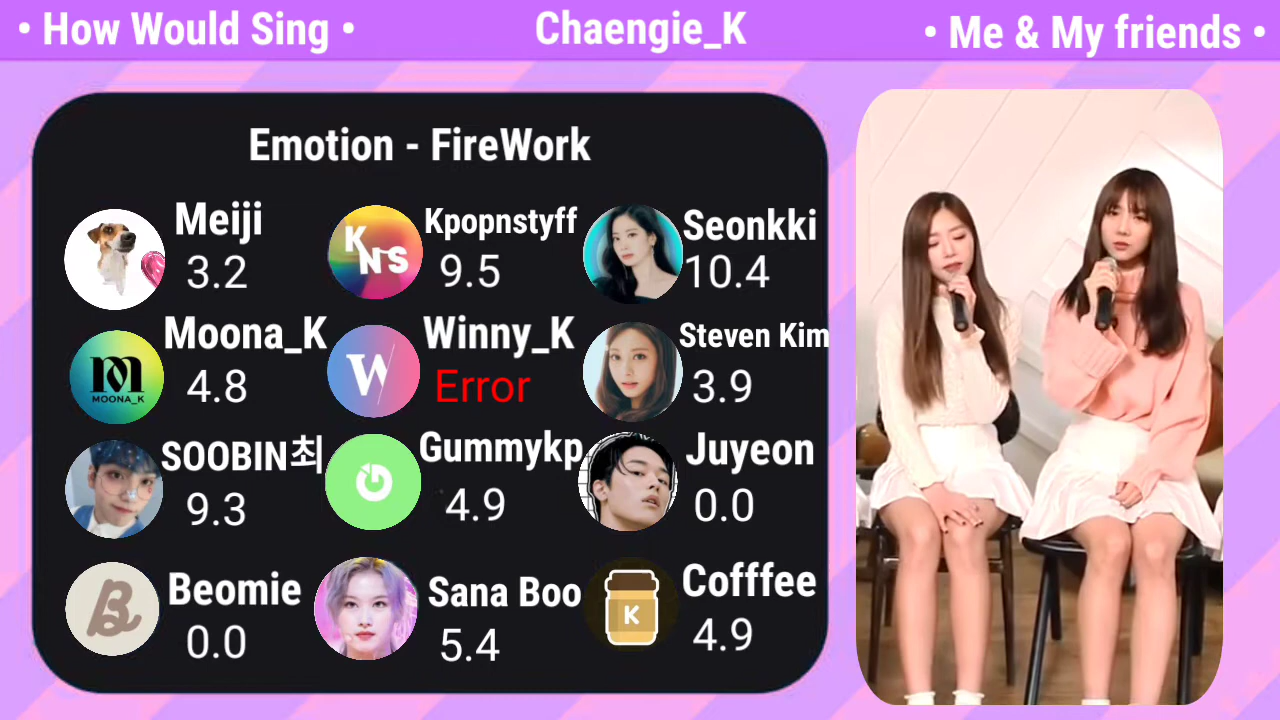 • How Would Sing •
Chaengie_K
• Me & My friends •
Emotion - FireWork
Meiji
3.2
KNS
Kpopnstyff
9.5
Seonkki
10.4
MOONA_K
Moona_K
4.8
W
Winny_K
Error
Steven Kim
3.9
SOOBIN최
9.3
G
Gummykp
4.9
Juyeon
0.0
B
Beomie
0.0
Sana Boo
5.4
K
Cofffee
4.9